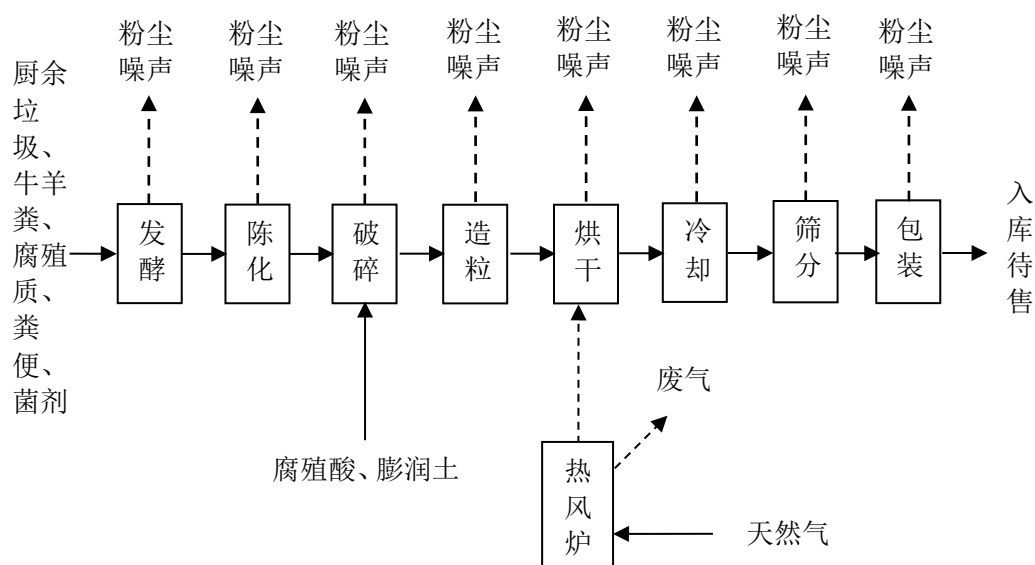 粉尘
噪声
粉尘
噪声
粉尘
噪声
粉尘
噪声
粉尘
噪声
粉尘
噪声
粉尘
噪声
粉尘
噪声
厨余
垃
圾、
牛羊
粪、
腐殖
质、
粪
便、
菌剂
发
酵
陈
化
破
碎
造
粒
烘
干
冷
却
筛
分
包
装
入
库
待
售
废气
腐殖酸、膨润土
热
风
炉
天然气